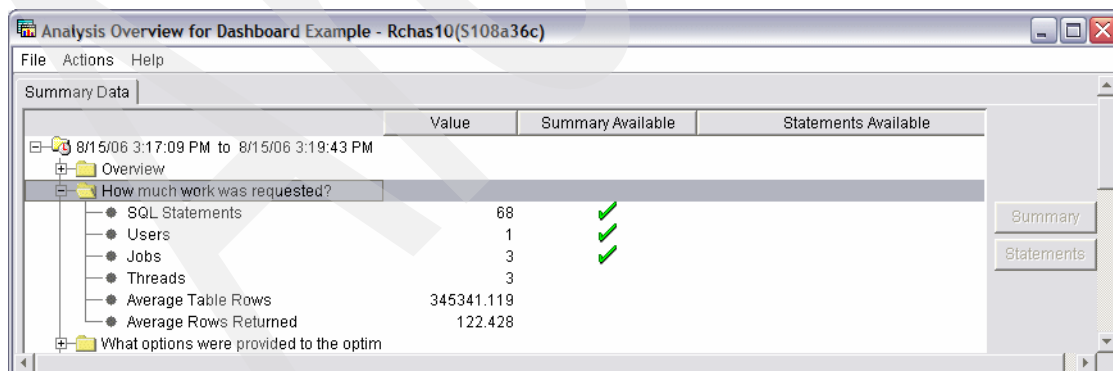 Analysis Overview for Dashboard Example - Rchas10(S108a36c)
File Actions Help
Summary Data
Value Summary Available Statements Available
8/15/06 3:17:09 PM to 8/15/06 3:19:43 PM
Overview
How much work was requested?
SQL Statements 68
Users 1
Jobs 3
Threads 3
Average Table Rows 345341.119
Average Rows Returned 122.428
What options were provided to the optim
Summary
Statements